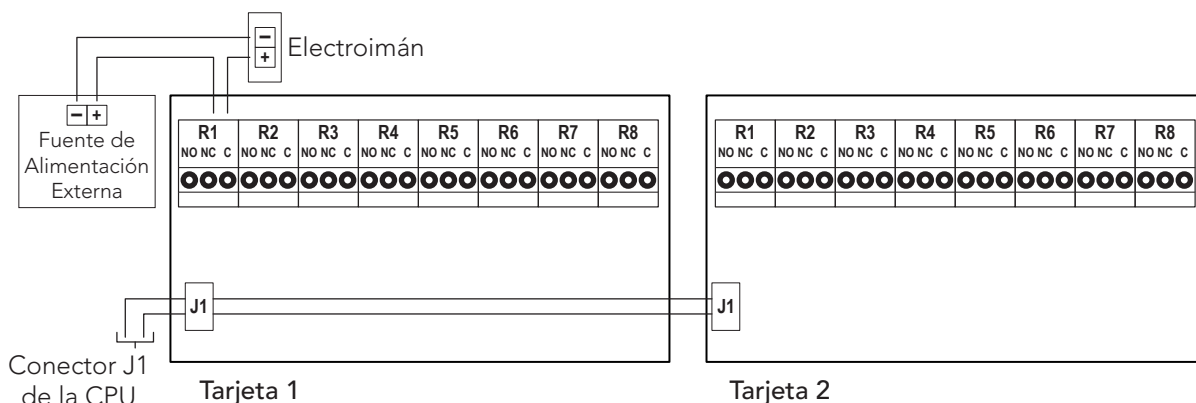 Electroimán
− +
− +
Fuente de
Alimentación
Externa
R1 R2 R3 R4 R5 R6 R7 R8
NO NC C NO NC C NO NC C NO NC C NO NC C NO NC C NO NC C NO NC C
R1 R2 R3 R4 R5 R6 R7 R8
NO NC C NO NC C NO NC C NO NC C NO NC C NO NC C NO NC C NO NC C
J1
J1
Conector J1
de la CPU
Tarjeta 1
Tarjeta 2